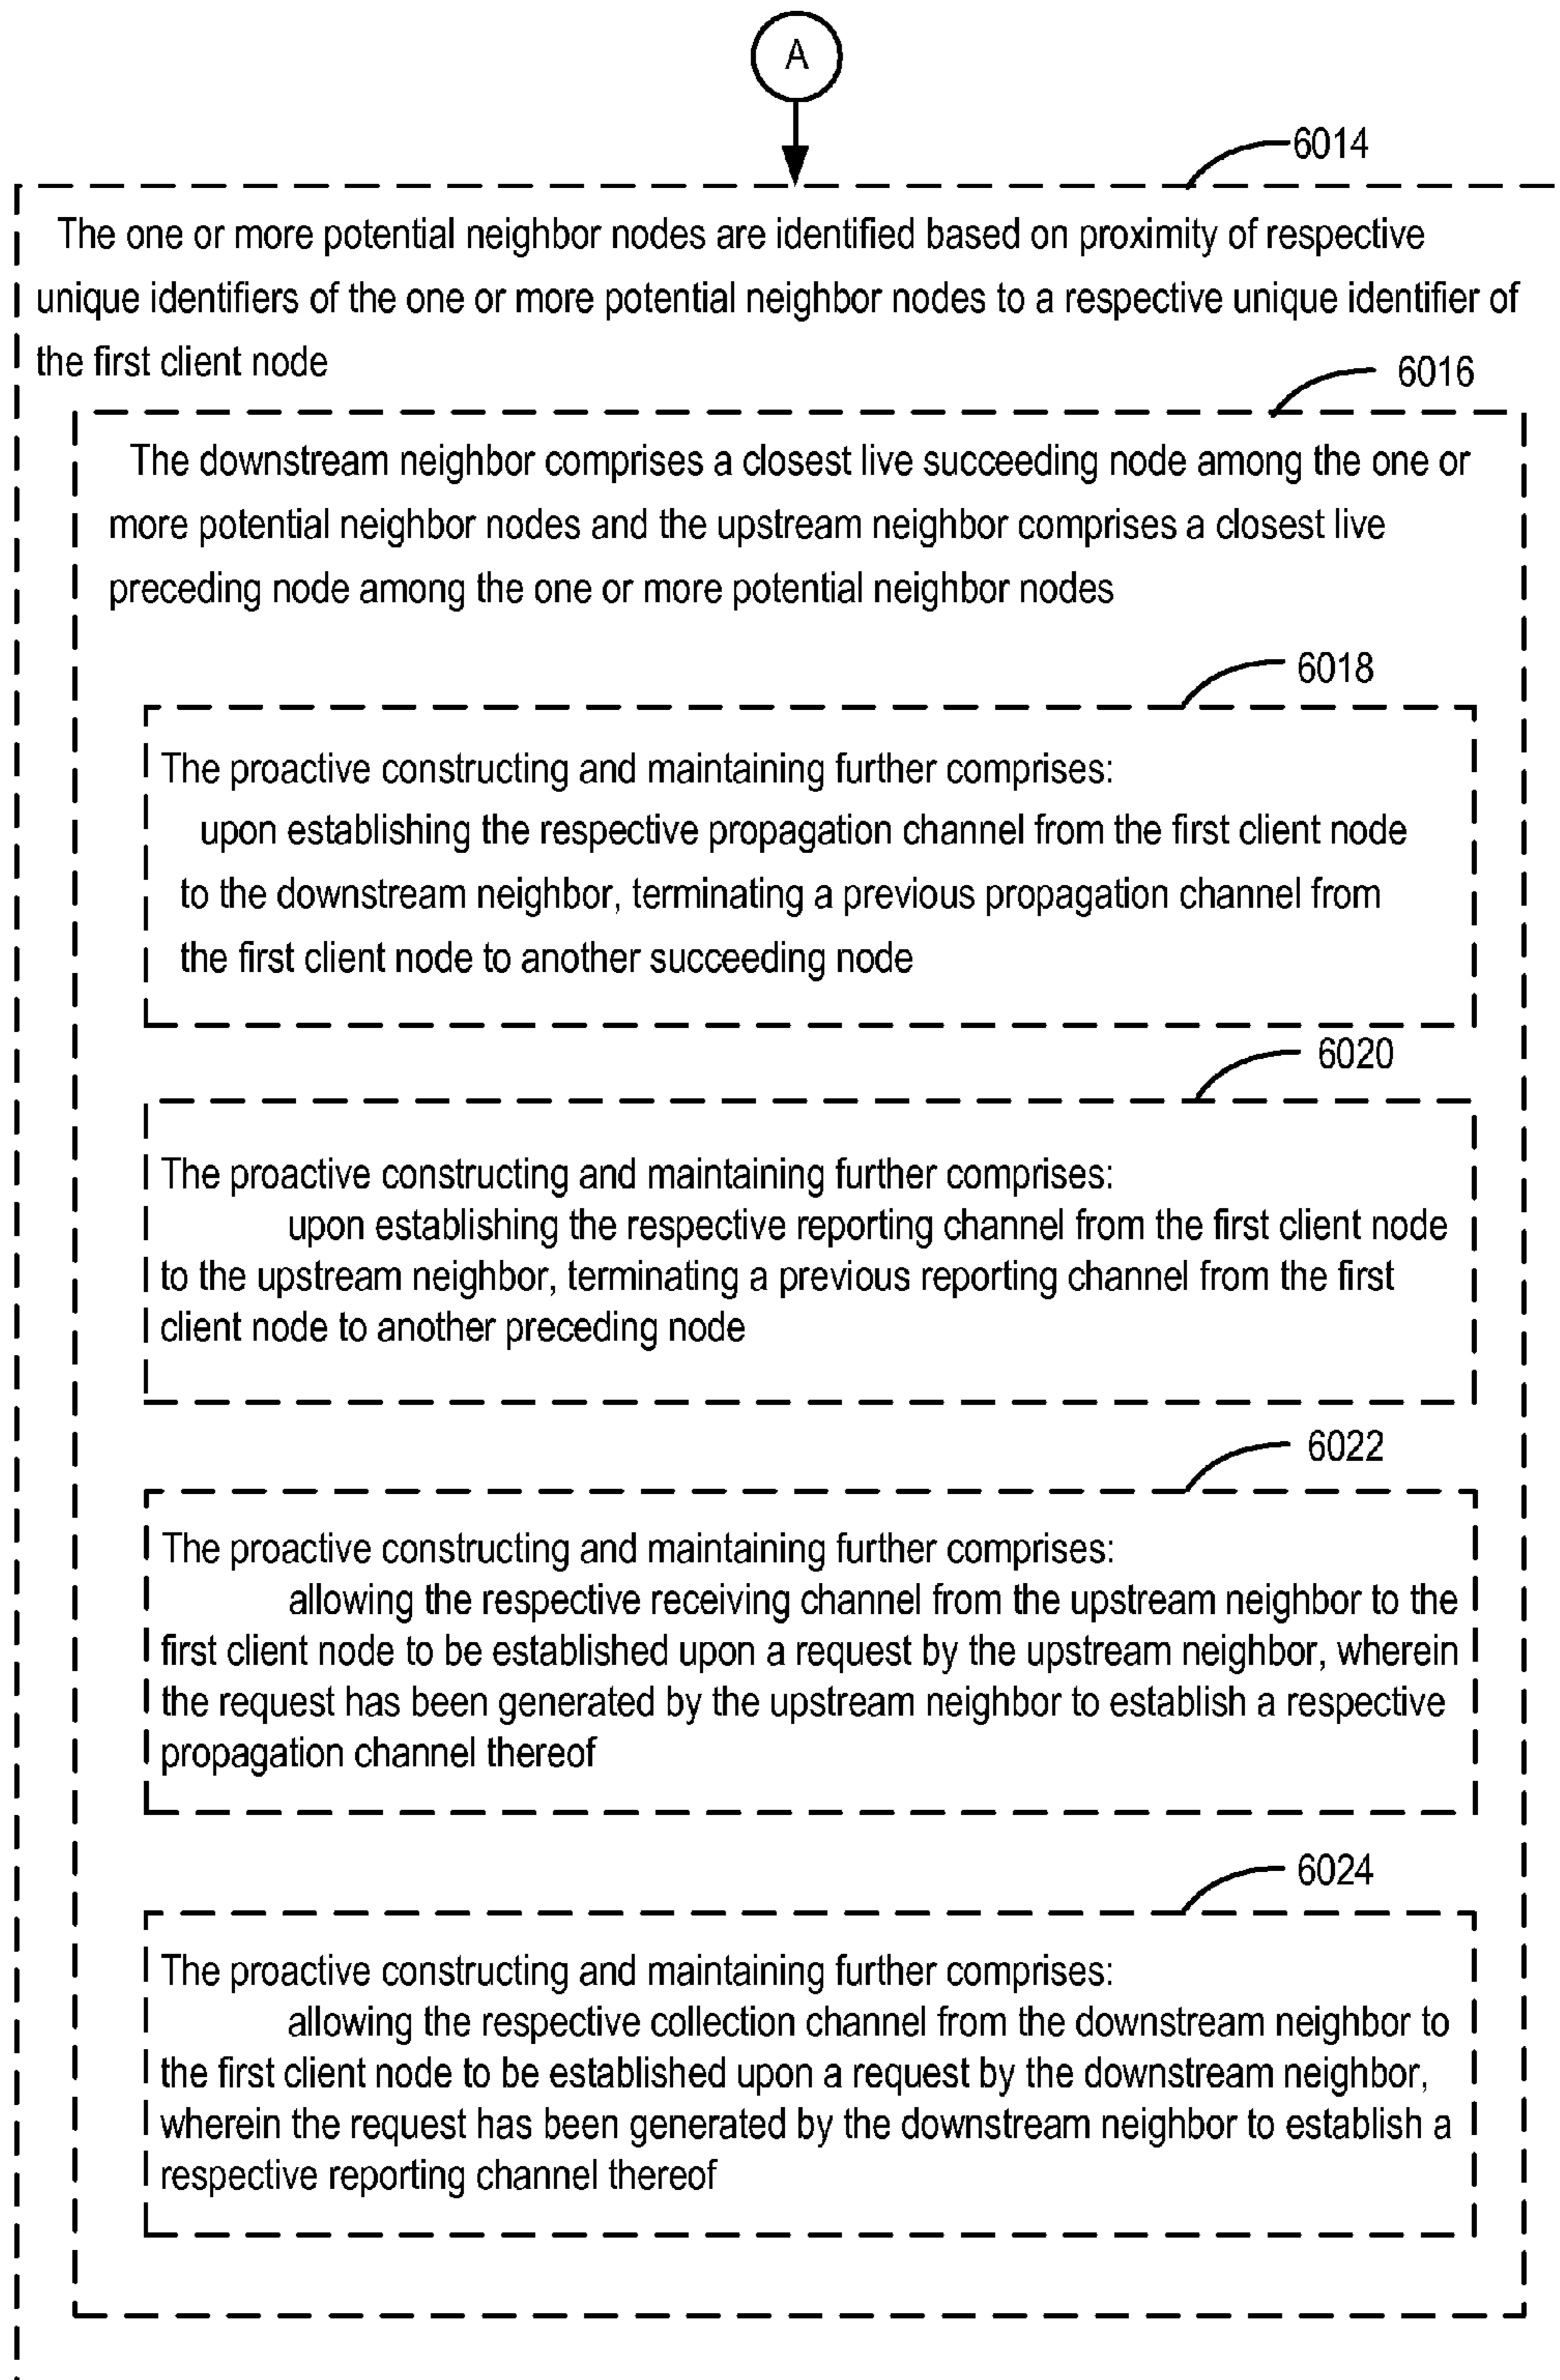 A
6014
The one or more potential neighbor nodes are identified based on proximity of respective
unique identifiers of the one or more potential neighbor nodes to a respective unique identifier of
the first client node
6016
The downstream neighbor comprises a closest live succeeding node among the one or
more potential neighbor nodes and the upstream neighbor comprises a closest live
preceding node among the one or more potential neighbor nodes
6018
The proactive constructing and maintaining further comprises:
upon establishing the respective propagation channel from the first client node
to the downstream neighbor, terminating a previous propagation channel from
the first client node to another succeeding node
6020
The proactive constructing and maintaining further comprises:
upon establishing the respective reporting channel from the first client node
to the upstream neighbor, terminating a previous reporting channel from the first
client node to another preceding node
6022
The proactive constructing and maintaining further comprises:
allowing the respective receiving channel from the upstream neighbor to the
first client node to be established upon a request by the upstream neighbor, wherein
the request has been generated by the upstream neighbor to establish a respective
propagation channel thereof
6024
The proactive constructing and maintaining further comprises:
allowing the respective collection channel from the downstream neighbor to
the first client node to be established upon a request by the downstream neighbor,
wherein the request has been generated by the downstream neighbor to establish a
respective reporting channel thereof